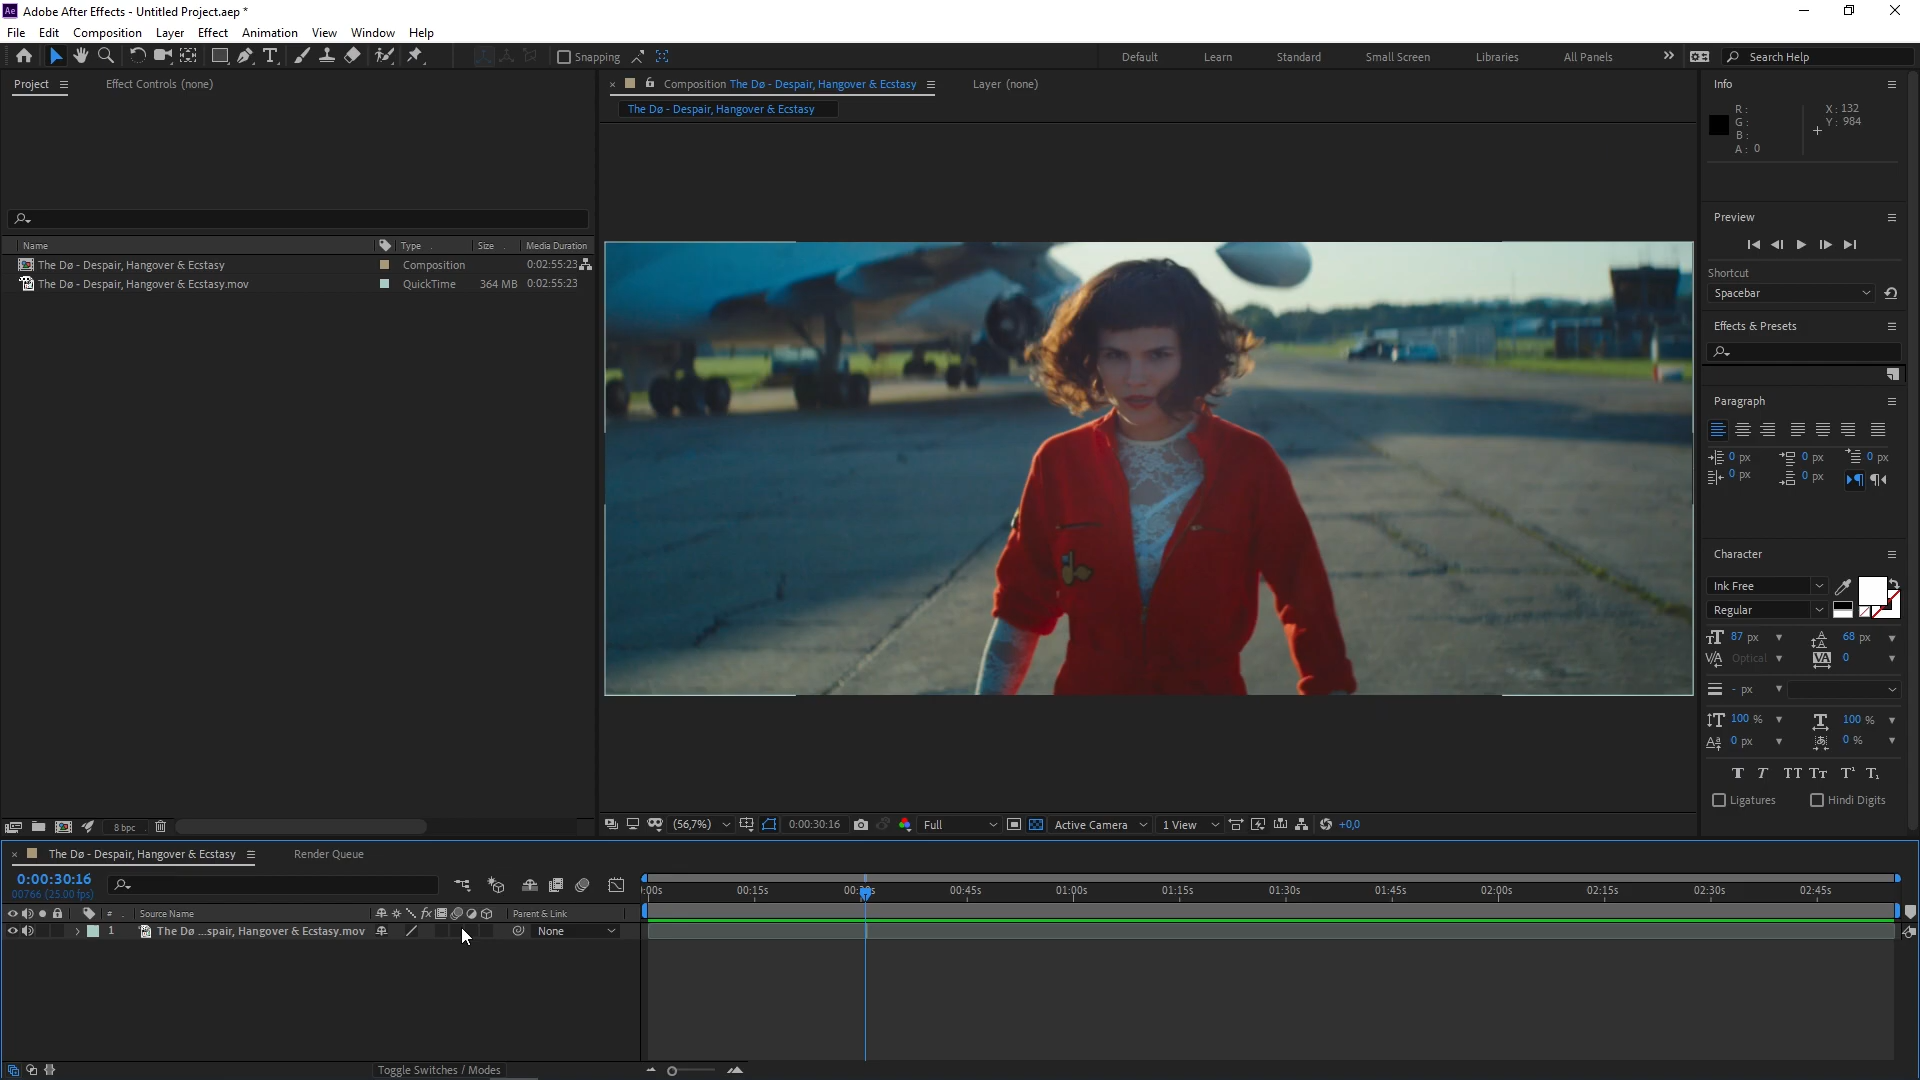 Ae Adobe After Effects - Untitled Project.aep *
File Edit Composition Layer Effect Animation View Window Help
Snapping Default Learn Standard Small Screen Libraries All Panels » Search Help
Project Effect Controls (none)
Name Type Size Media Duration
The Dø - Despair, Hangover & Ecstasy Composition 0:02:55:23
The Dø - Despair, Hangover & Ecstasy.mov QuickTime 364 MB 0:02:55:23
8 bpc
× Composition The Dø - Despair, Hangover & Ecstasy Layer (none)
The Dø - Despair, Hangover & Ecstasy
(56,7%) 0:00:30:16 Full Active Camera 1 View +0,0
Info
R : X : 132
G : Y : 984
B :
A : 0
Preview
Shortcut
Spacebar
Effects & Presets
Paragraph
0 px 0 px 0 px
0 px 0 px
Character
Ink Free
Regular
87 px 68 px
Optical 0
- px
100 % 100 %
0 px 0 %
T T TT Tr T¹ T₁
Ligatures Hindi Digits
× The Dø - Despair, Hangover & Ecstasy Render Queue
0:00:30:16
00766 (25.00 fps)
:00s 00:15s 00:30s 00:45s 01:00s 01:15s 01:30s 01:45s 02:00s 02:15s 02:30s 02:45s
# Source Name fx Parent & Link
1 The Dø ...spair, Hangover & Ecstasy.mov None
Toggle Switches / Modes